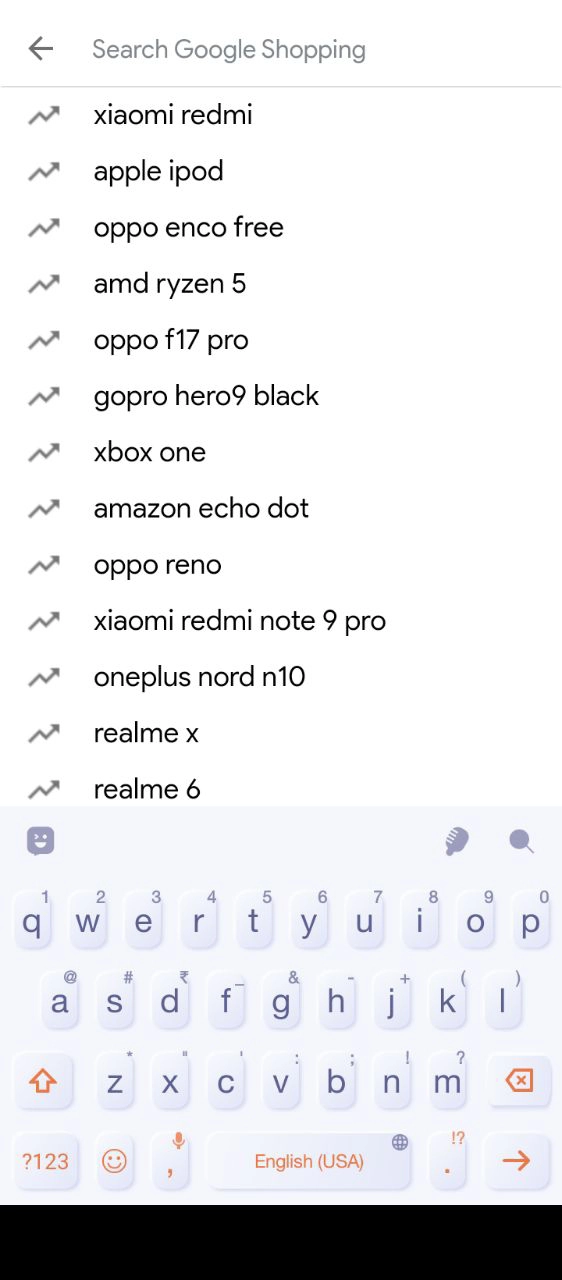 Search Google Shopping
xiaomi redmi
apple ipod
oppo enco free
amd ryzen 5
oppo f17 pro
gopro hero9 black
xbox one
amazon echo dot
oppo reno
xiaomi redmi note 9 pro
oneplus nord n10
realme x
realme 6
1 2 3 4 5 6 7 8 9 0
q w e r t y u i o p
@ # ₹ _ & - + ( )
a s d f g h j k l
* " ' : ; ! ?
z x c v b n m
!?
?123 , English (USA) .